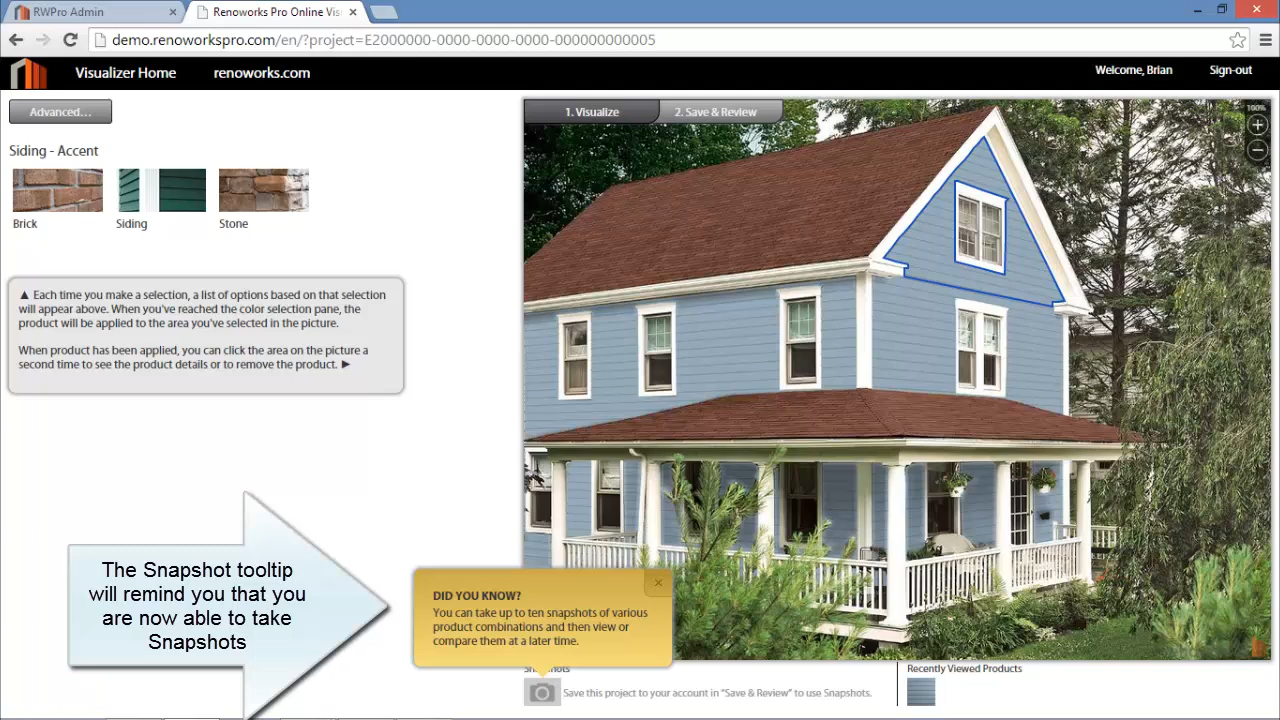 RWPro Admin
Renoworks Pro Online Vis
demo.renoworkspro.com/en/?project=E2000000-0000-0000-0000-000000000005
Visualizer Home
renoworks.com
Welcome, Brian
Sign-out
Advanced...
1. Visualize
2. Save & Review
100%
Siding - Accent
Brick
Siding
Stone
▲ Each time you make a selection, a list of options based on that selection
will appear above. When you've reached the color selection pane, the
product will be applied to the area you've selected in the picture.
When product has been applied, you can click the area on the picture a
second time to see the product details or to remove the product. ►
The Snapshot tooltip
will remind you that you
are now able to take
Snapshots
DID YOU KNOW?
You can take up to ten snapshots of various
product combinations and then view or
compare them at a later time.
Snapshots
Save this project to your account in "Save & Review" to use Snapshots.
Recently Viewed Products